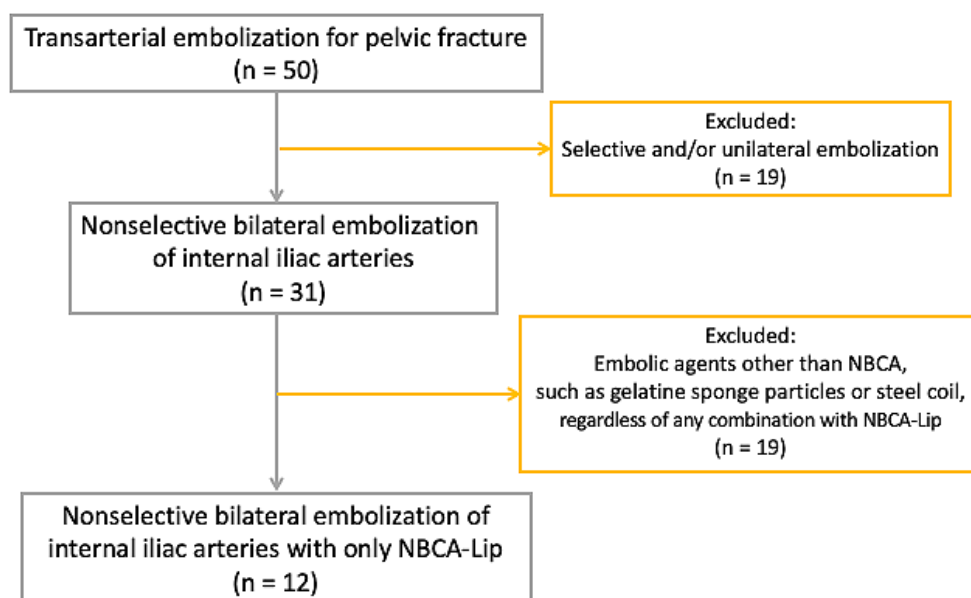 Transarterial embolization for pelvic fracture
(n = 50)
Excluded:
Selective and/or unilateral embolization
(n = 19)
Nonselective bilateral embolization
of internal iliac arteries
(n = 31)
Excluded:
Embolic agents other than NBCA,
such as gelatine sponge particles or steel coil,
regardless of any combination with NBCA-Lip
(n = 19)
Nonselective bilateral embolization of
internal iliac arteries with only NBCA-Lip
(n = 12)